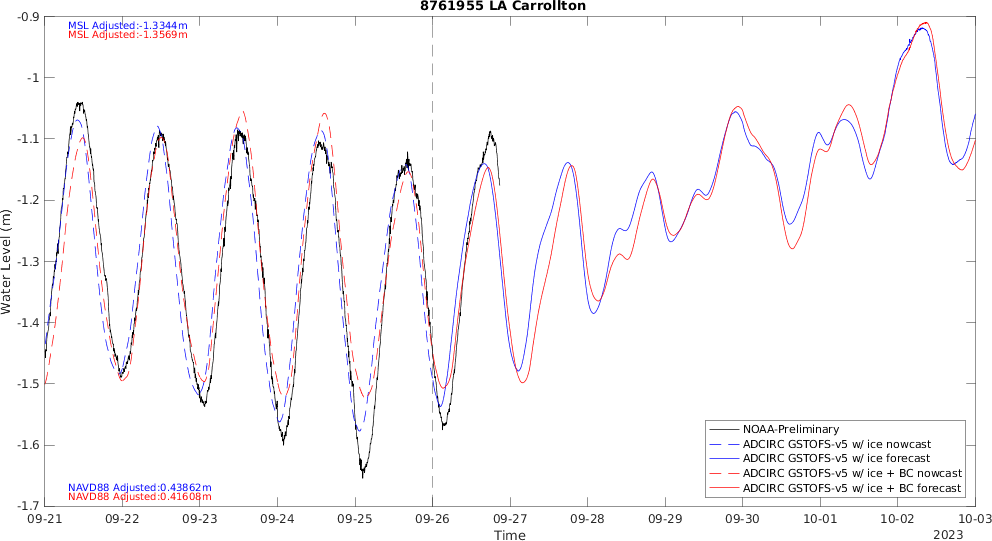 8761955 LA Carrollton
MSL Adjusted:-1.3344m
MSL Adjusted:-1.3569m
Water Level (m)
-0.9
-1
-1.1
-1.2
-1.3
-1.4
-1.5
-1.6
-1.7
NAVD88 Adjusted:0.43862m
NAVD88 Adjusted:0.41608m
NOAA-Preliminary
ADCIRC GSTOFS-v5 w/ ice nowcast
ADCIRC GSTOFS-v5 w/ ice forecast
ADCIRC GSTOFS-v5 w/ ice + BC nowcast
ADCIRC GSTOFS-v5 w/ ice + BC forecast
09-21 09-22 09-23 09-24 09-25 09-26 09-27 09-28 09-29 09-30 10-01 10-02 10-03
Time
2023